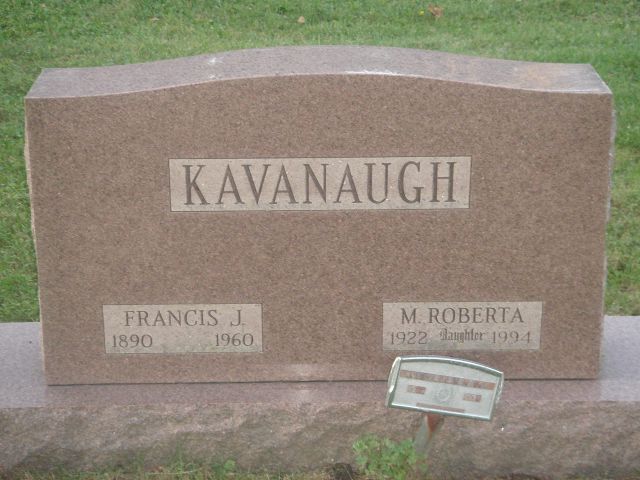 KAVANAUGH
FRANCIS J.
1890 1960
M. ROBERTA
1922 Daughter 1994